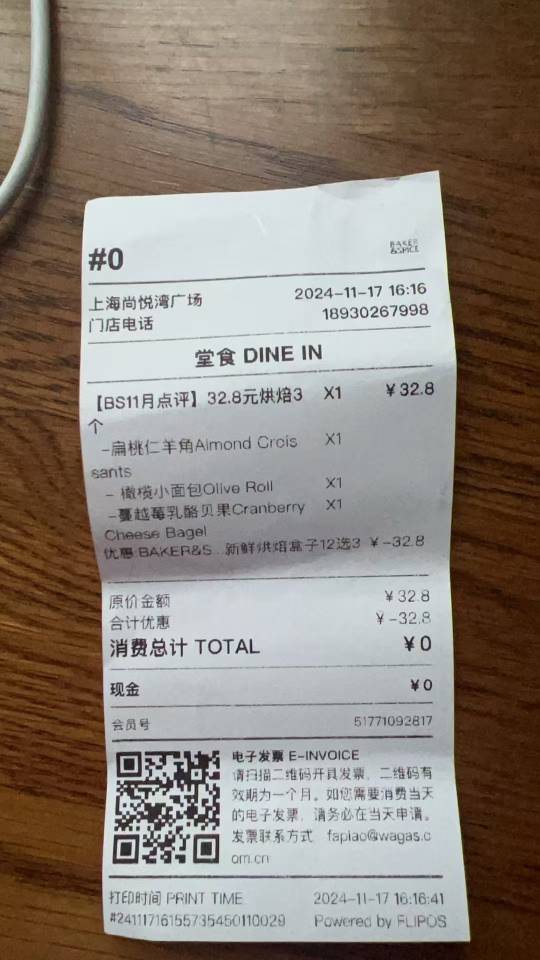 #0
BAKER
&SPICE
上海尚悦湾广场 2024-11-17 16:16
门店电话 18930267998
堂食 DINE IN
【BS11月点评】32.8元烘焙3 X1 ¥32.8
个
-扁桃仁羊角Almond Crois X1
sants
- 橄榄小面包Olive Roll X1
-蔓越莓乳酪贝果Cranberry X1
Cheese Bagel
优惠:BAKER&S...新鲜烘焙盒子12选3 ¥-32.8
原价金额 ¥32.8
合计优惠 ¥-32.8
消费总计 TOTAL ¥0
现金 ¥0
会员号 51771092817
电子发票 E-INVOICE
请扫描二维码开具发票，二维码有
效期为一个月。如您需要消费当天
的电子发票，请务必在当天申请。
发票联系方式 fapiao@wagas.c
om.cn
打印时间 PRINT TIME 2024-11-17 16:16:41
#24111716155735450110029 Powered by FLIPOS